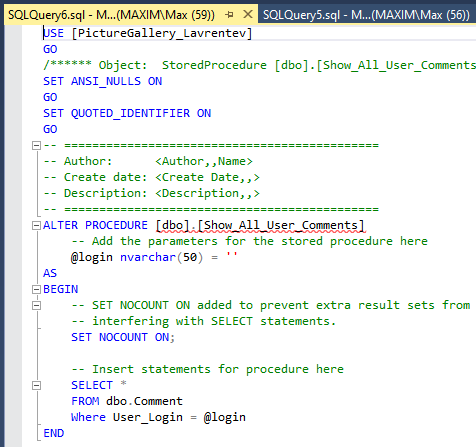 SQLQuery6.sql - M...(MAXIM\Max (59)) SQLQuery5.sql - M...(MAXIM\Max (56))
USE [PictureGallery_Lavrentev]
GO
/****** Object:  StoredProcedure [dbo].[Show_All_User_Comments
SET ANSI_NULLS ON
GO
SET QUOTED_IDENTIFIER ON
GO
-- =============================================
-- Author:      <Author,,Name>
-- Create date: <Create Date,,>
-- Description: <Description,,>
-- =============================================
ALTER PROCEDURE [dbo].[Show_All_User_Comments]
    -- Add the parameters for the stored procedure here
    @login nvarchar(50) = ''
AS
BEGIN
    -- SET NOCOUNT ON added to prevent extra result sets from
    -- interfering with SELECT statements.
    SET NOCOUNT ON;

    -- Insert statements for procedure here
    SELECT *
    FROM dbo.Comment
    Where User_Login = @login
END